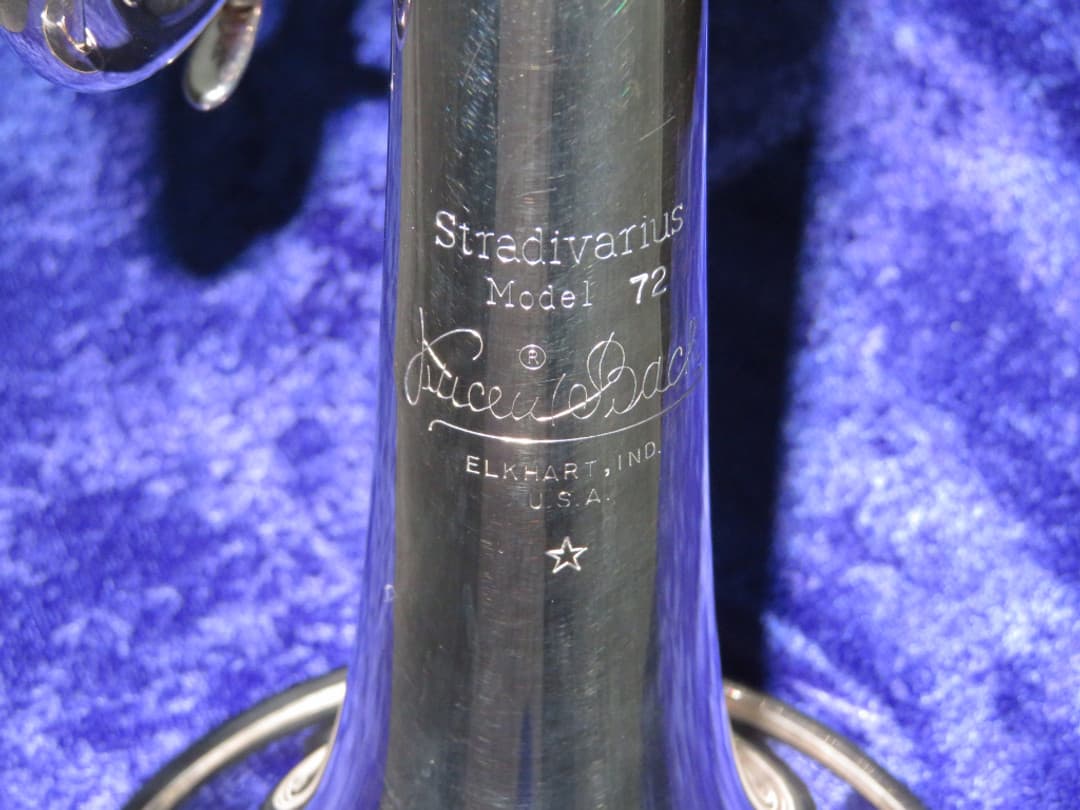 Stradivarius
Model 72
®
Vincent Bach
ELKHART, IND.
U.S.A.